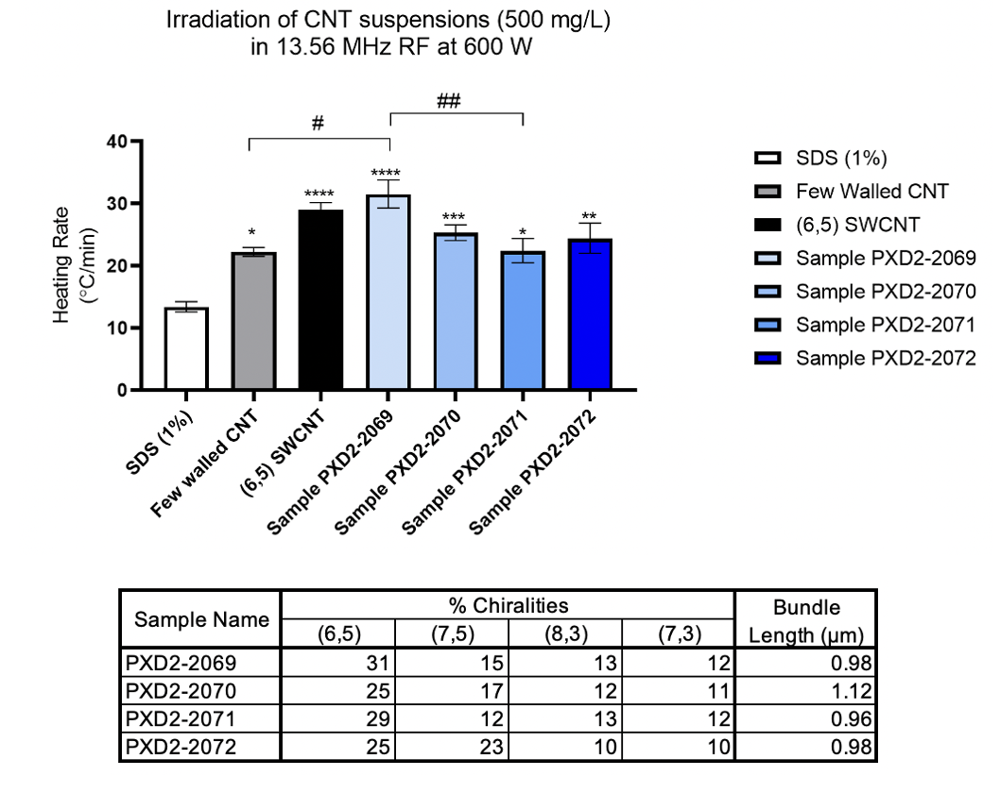 Irradiation of CNT suspensions (500 mg/L)
in 13.56 MHz RF at 600 W
##
#
40
30
20
10
0
Heating Rate
(°C/min)
*
****
****
***
*
**
SDS (1%)
Few walled CNT
(6,5) SWCNT
Sample PXD2-2069
Sample PXD2-2070
Sample PXD2-2071
Sample PXD2-2072
SDS (1%)
Few Walled CNT
(6,5) SWCNT
Sample PXD2-2069
Sample PXD2-2070
Sample PXD2-2071
Sample PXD2-2072
Sample Name % Chiralities Bundle Length (µm)
(6,5) (7,5) (8,3) (7,3)
PXD2-2069 31 15 13 12 0.98
PXD2-2070 25 17 12 11 1.12
PXD2-2071 29 12 13 12 0.96
PXD2-2072 25 23 10 10 0.98